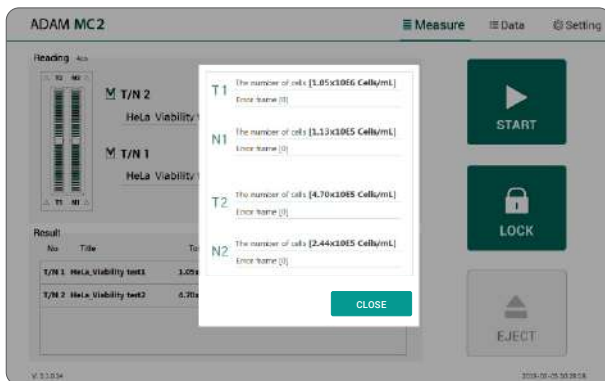 ADAM MC2
Measure
Data
Setting
Reading
T2 N2
T/N 2
HeLa Viability
T/N 1
HeLa Viability
T1 N1
T1 The number of cells [1.05x10E6 Cells/mL]
Error frame [0]
N1 The number of cells [1.13x10E5 Cells/mL]
Error frame [0]
T2 The number of cells [4.70x10E5 Cells/mL]
Error frame [0]
N2 The number of cells [2.44x10E5 Cells/mL]
Error frame [0]
CLOSE
START
LOCK
EJECT
Result
No Title To
T/N 1 HeLa_Viability test1 1.05x
T/N 2 HeLa_Viability test2 4.70x